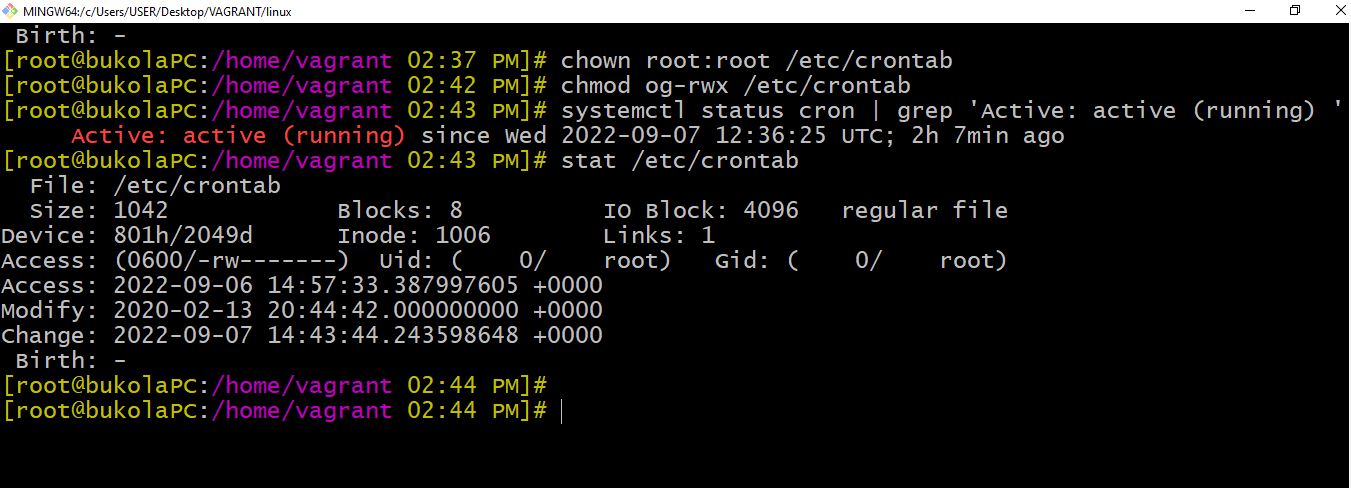 MINGW64:/c/Users/USER/Desktop/VAGRANT/linux
 Birth: -
[root@bukolaPC:/home/vagrant 02:37 PM]# chown root:root /etc/crontab
[root@bukolaPC:/home/vagrant 02:42 PM]# chmod og-rwx /etc/crontab
[root@bukolaPC:/home/vagrant 02:43 PM]# systemctl status cron | grep 'Active: active (running) '
     Active: active (running) since Wed 2022-09-07 12:36:25 UTC; 2h 7min ago
[root@bukolaPC:/home/vagrant 02:43 PM]# stat /etc/crontab
  File: /etc/crontab
  Size: 1042            Blocks: 8          IO Block: 4096   regular file
Device: 801h/2049d      Inode: 1006        Links: 1
Access: (0600/-rw-------)  Uid: (    0/    root)   Gid: (    0/    root)
Access: 2022-09-06 14:57:33.387997605 +0000
Modify: 2020-02-13 20:44:42.000000000 +0000
Change: 2022-09-07 14:43:44.243598648 +0000
 Birth: -
[root@bukolaPC:/home/vagrant 02:44 PM]#
[root@bukolaPC:/home/vagrant 02:44 PM]#